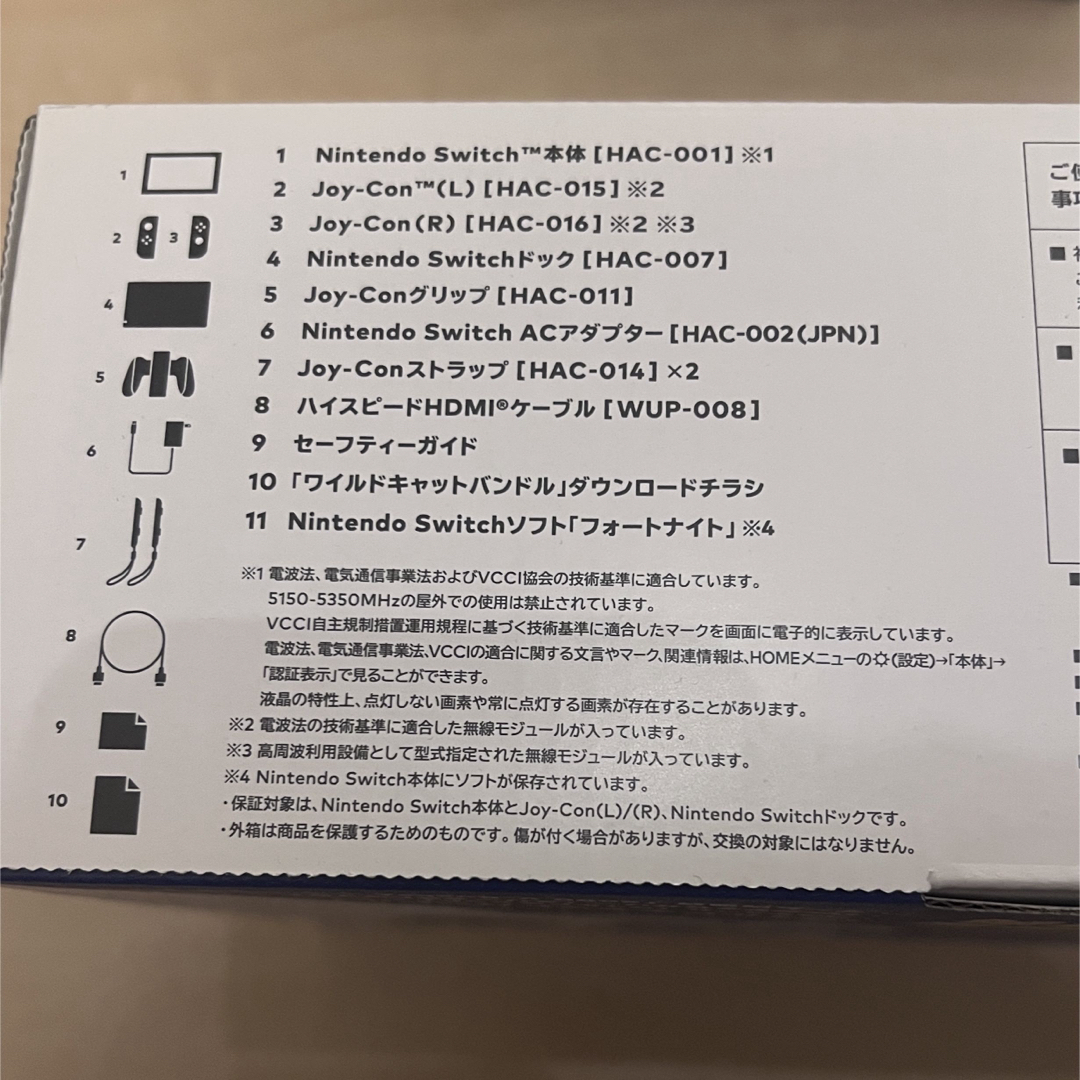 1 Nintendo Switch™本体[HAC-001]※1
2 Joy-Con™(L)[HAC-015]※2
3 Joy-Con(R)[HAC-016]※2 ※3
4 Nintendo Switchドック[HAC-007]
5 Joy-Conグリップ[HAC-011]
6 Nintendo Switch ACアダプター[HAC-002(JPN)]
7 Joy-Conストラップ[HAC-014]×2
8 ハイスピードHDMI®ケーブル[WUP-008]
9 セーフティーガイド
10 「ワイルドキャットバンドル」ダウンロードチラシ
11 Nintendo Switchソフト「フォートナイト」※4
※1 電波法、電気通信事業法およびVCCI協会の技術基準に適合しています。
5150-5350MHzの屋外での使用は禁止されています。
VCCI自主規制措置運用規程に基づく技術基準に適合したマークを画面に電子的に表示しています。
電波法、電気通信事業法、VCCIの適合に関する文言やマーク、関連情報は、HOMEメニューの(設定)→「本体」→
「認証表示」で見ることができます。
液晶の特性上、点灯しない画素や常に点灯する画素が存在することがあります。
※2 電波法の技術基準に適合した無線モジュールが入っています。
※3 高周波利用設備として型式指定された無線モジュールが入っています。
※4 Nintendo Switch本体にソフトが保存されています。
・保証対象は、Nintendo Switch本体とJoy-Con(L)/(R)、Nintendo Switchドックです。
・外箱は商品を保護するためのものです。傷が付く場合がありますが、交換の対象にはなりません。
1
2 3
4
5
6
7
8
9
10
ご使
事項